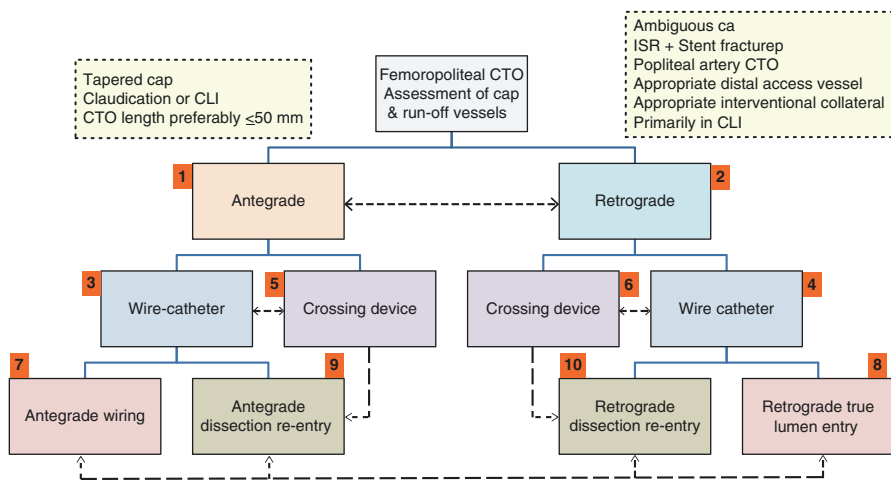 Tapered cap
Claudication or CLI
CTO length preferably ≤50 mm
Femoropoliteal CTO
Assessment of cap
& run-off vessels
Ambiguous ca
ISR + Stent fracturep
Popliteal artery CTO
Appropriate distal access vessel
Appropriate interventional collateral
Primarily in CLI
1
Antegrade
2
Retrograde
3
Wire-catheter
5
Crossing device
6
Crossing device
4
Wire catheter
7
Antegrade wiring
9
Antegrade
dissection re-entry
10
Retrograde
dissection re-entry
8
Retrograde true
lumen entry